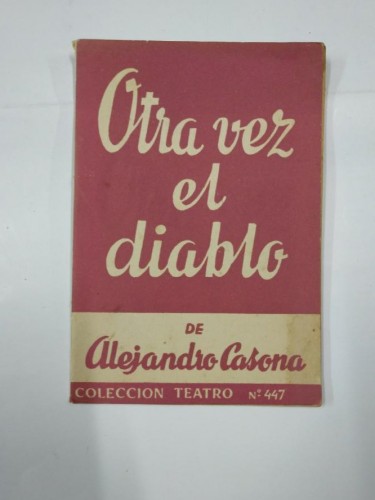 Otra vez
el
diablo
DE
Alejandro Casona
COLECCION TEATRO Nº 447